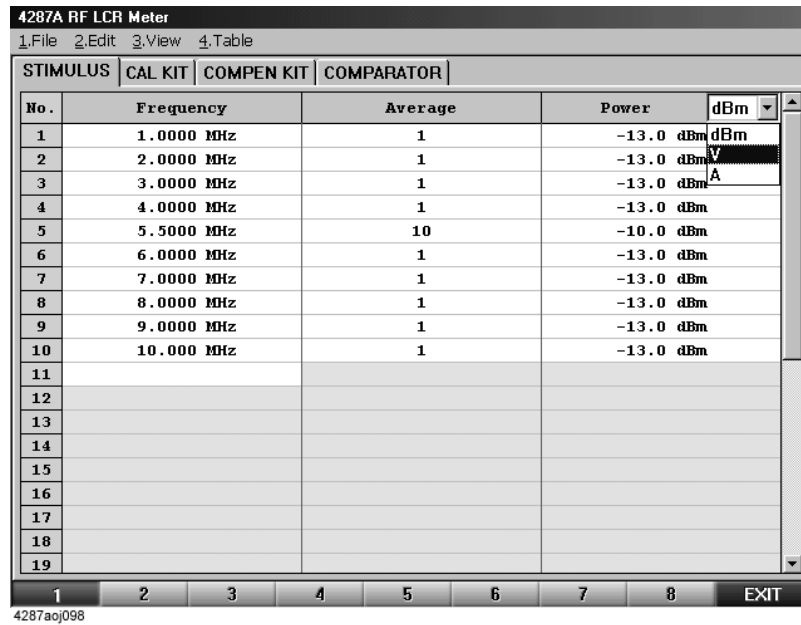 4287A RF LCR Meter
1.File 2.Edit 3.View 4.Table
STIMULUS CAL KIT COMPEN KIT COMPARATOR
No. Frequency Average Power dBm
1 1.0000 MHz 1 -13.0 dBm dBm
2 2.0000 MHz 1 -13.0 dBm V
3 3.0000 MHz 1 -13.0 dBm A
4 4.0000 MHz 1 -13.0 dBm
5 5.5000 MHz 10 -10.0 dBm
6 6.0000 MHz 1 -13.0 dBm
7 7.0000 MHz 1 -13.0 dBm
8 8.0000 MHz 1 -13.0 dBm
9 9.0000 MHz 1 -13.0 dBm
10 10.000 MHz 1 -13.0 dBm
11
12
13
14
15
16
17
18
19
1 2 3 4 5 6 7 8 EXIT
4287aoj098